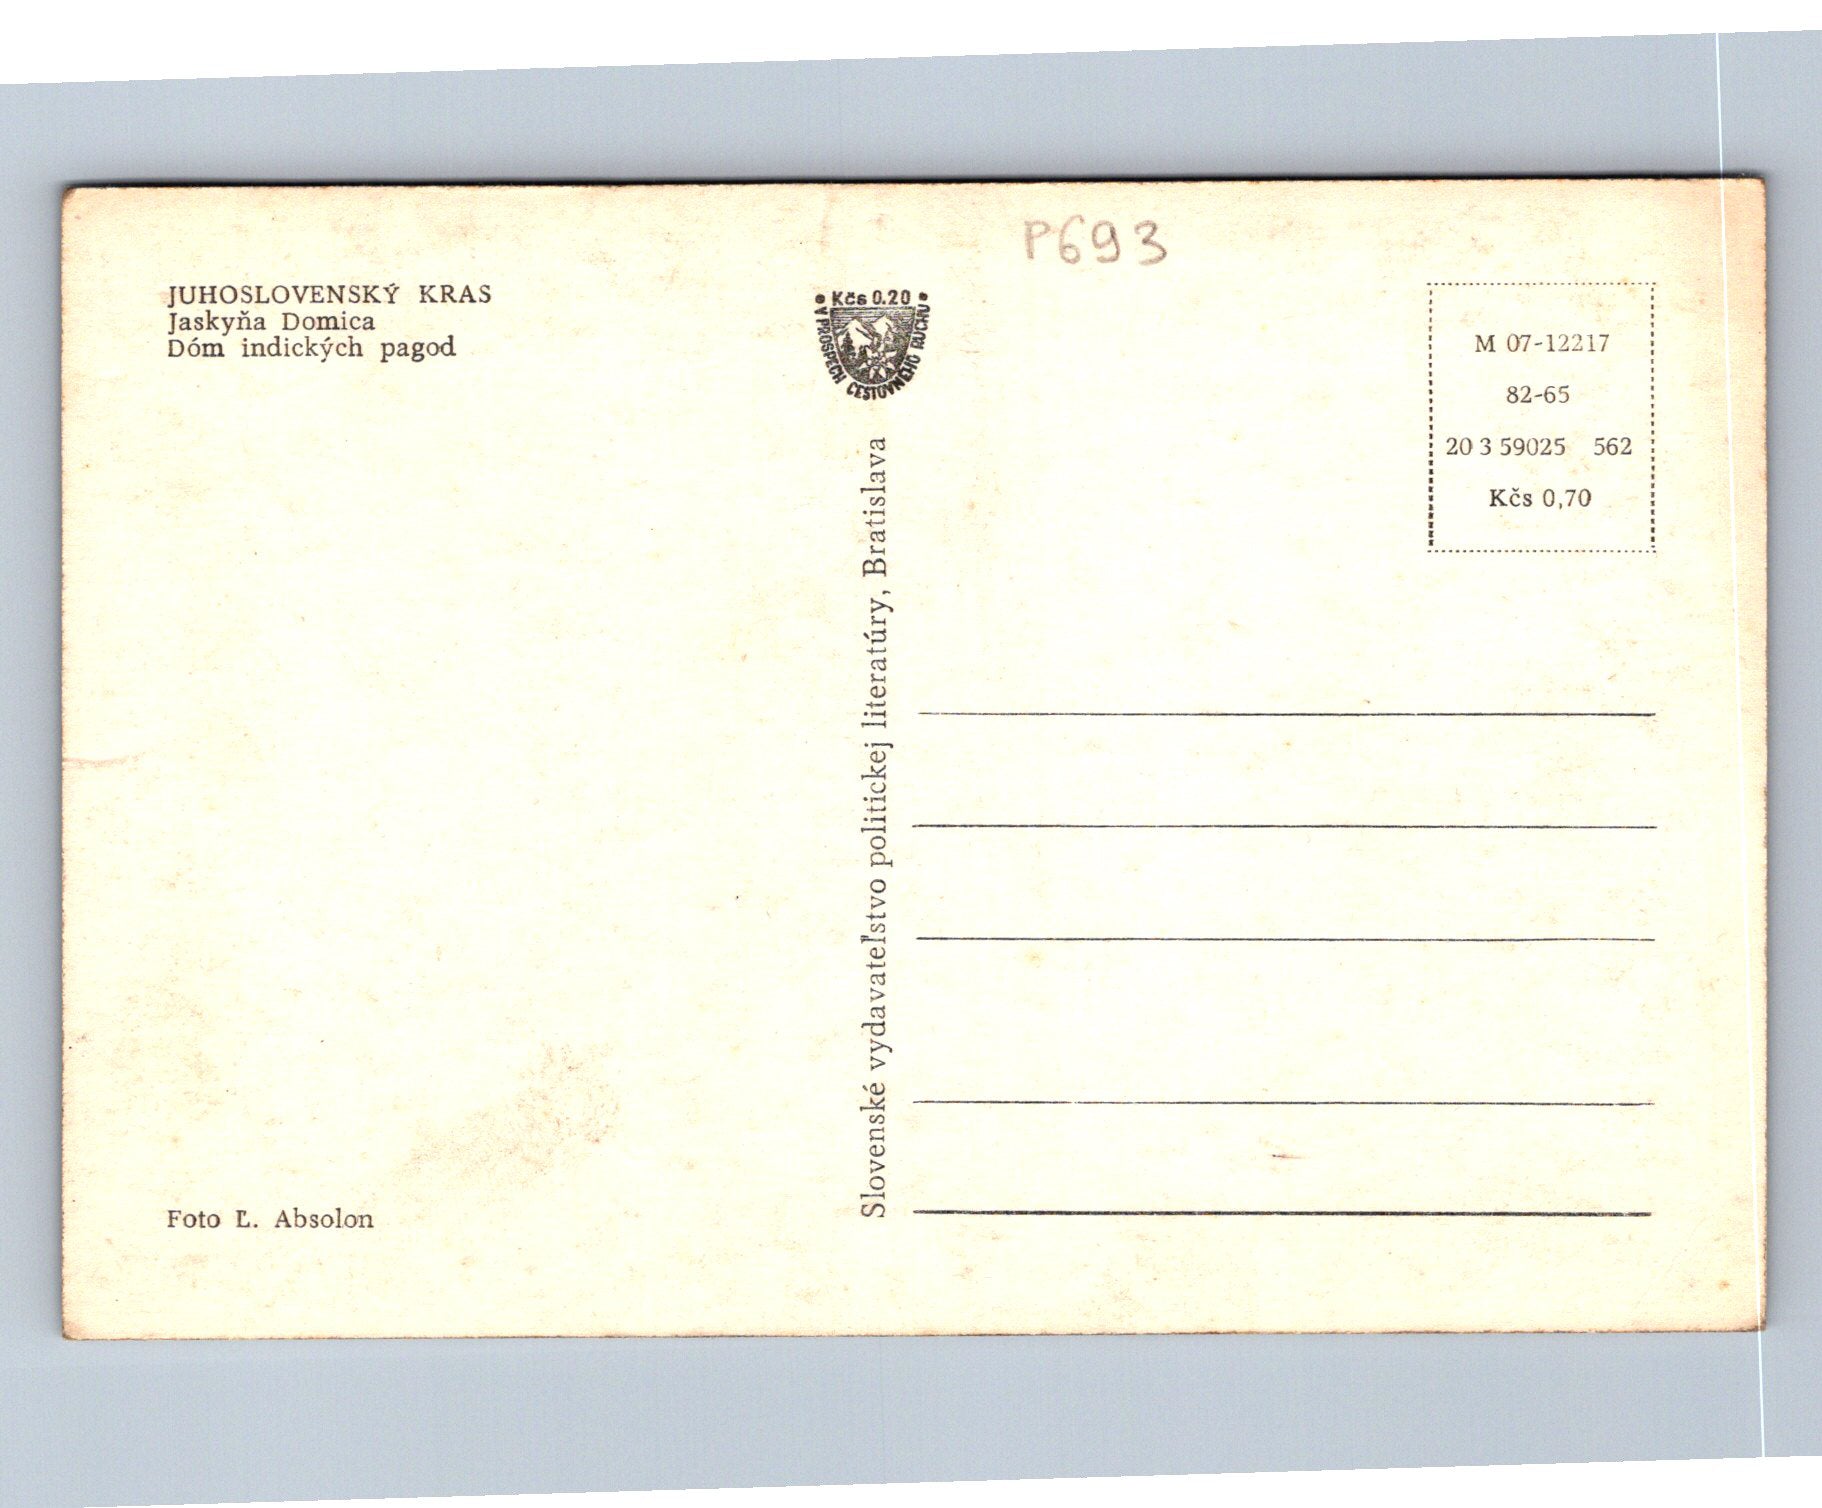 P693
JUHOSLOVENSKÝ KRAS
Jaskyňa Domica
Dóm indických pagod
• Kčs 0.20 •
V PROSPECH CESTOVNÉHO RUCHU
M 07-12217
82-65
20 3 59025 562
Kčs 0,70
Slovenské vydavateľstvo politickej literatúry, Bratislava
Foto Ľ. Absolon